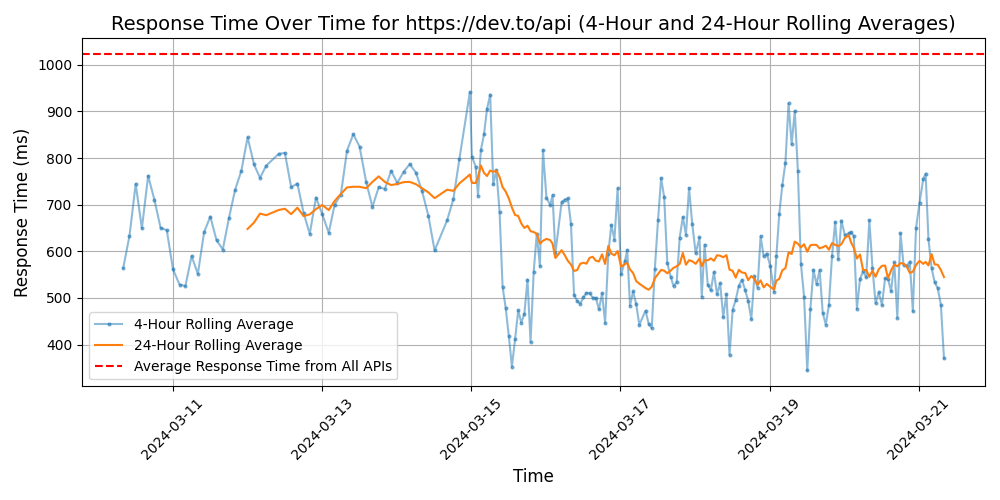 Response Time Over Time for https://dev.to/api (4-Hour and 24-Hour Rolling Averages)
Response Time (ms)
1000
900
800
700
600
500
400
4-Hour Rolling Average
24-Hour Rolling Average
Average Response Time from All APIs
2024-03-11
2024-03-13
2024-03-15
2024-03-17
2024-03-19
2024-03-21
Time